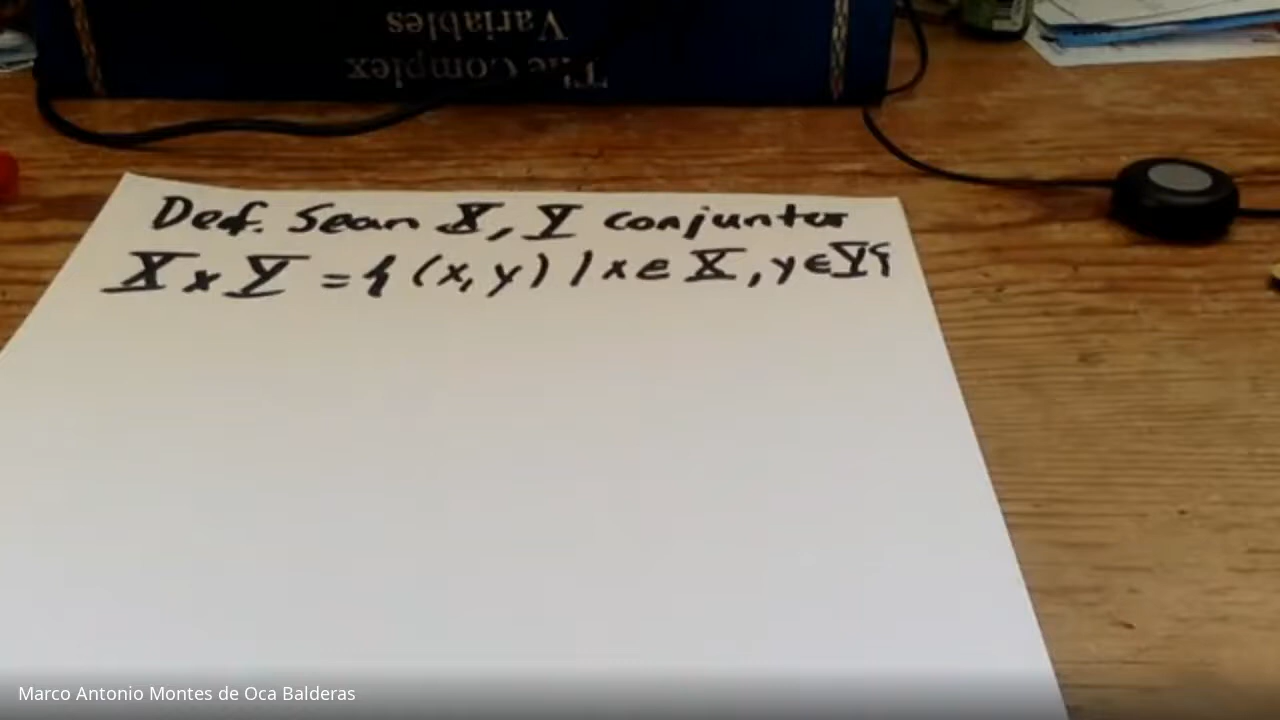 The Complex
Variables
Def. Sean X, Y conjuntos
X x Y = { (x, y) / x ∈ X, y ∈ Y }
Marco Antonio Montes de Oca Balderas